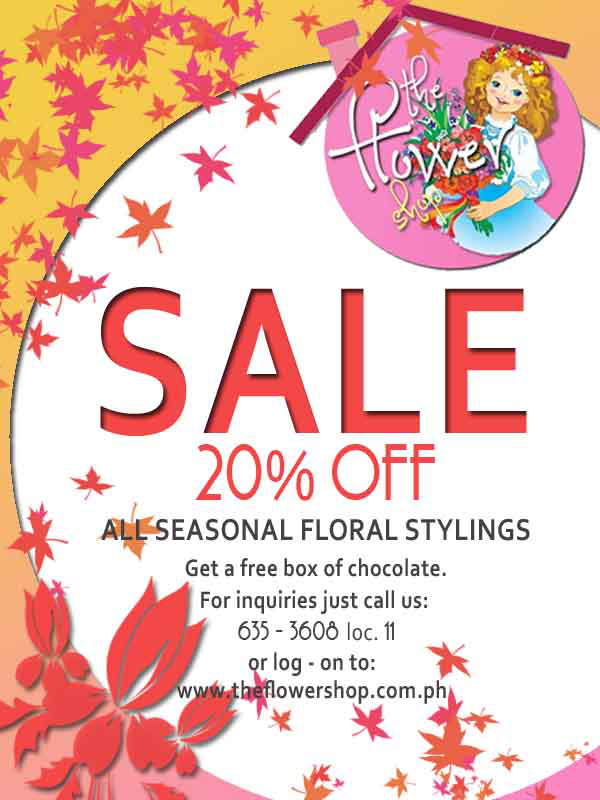 the
flower
shop
SALE
20% OFF
ALL SEASONAL FLORAL STYLINGS
Get a free box of chocolate.
For inquiries just call us:
635 - 3608 loc. 11
or log - on to:
www.theflowershop.com.ph